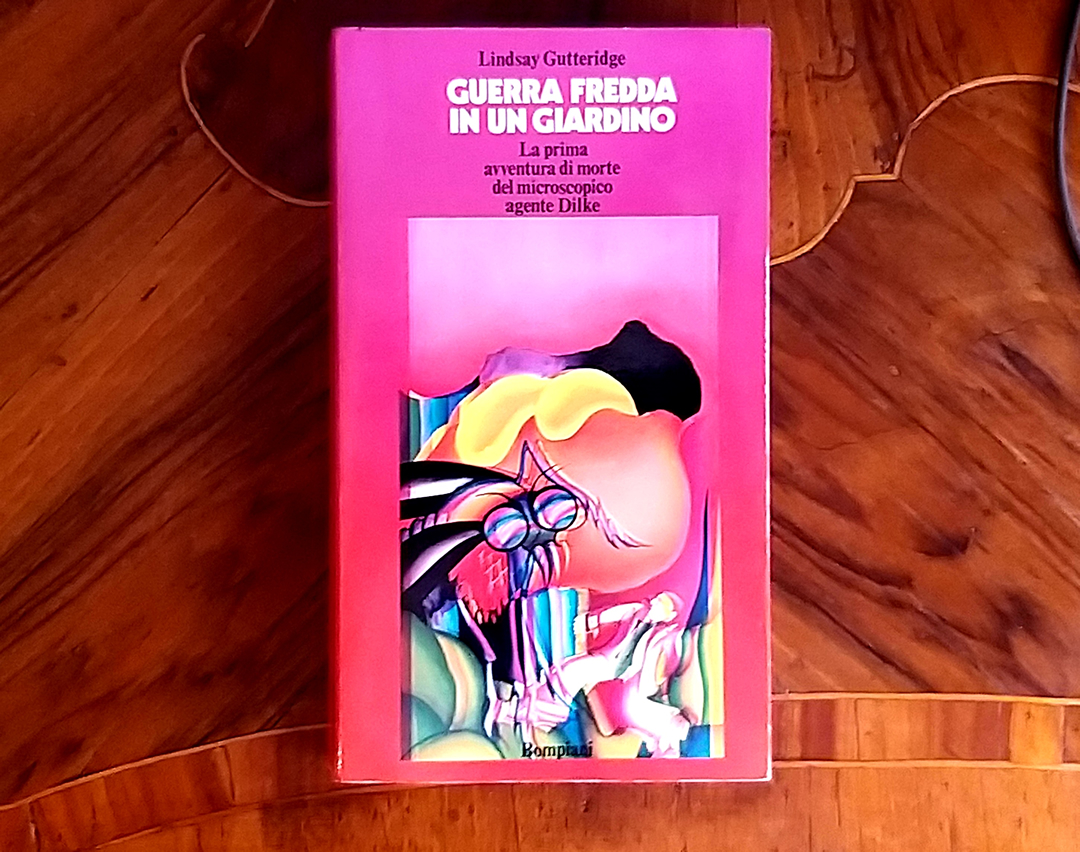 Lindsay Gutteridge
GUERRA FREDDA
IN UN GIARDINO
La prima
avventura di morte
del microscopico
agente Dilke
Bompiani